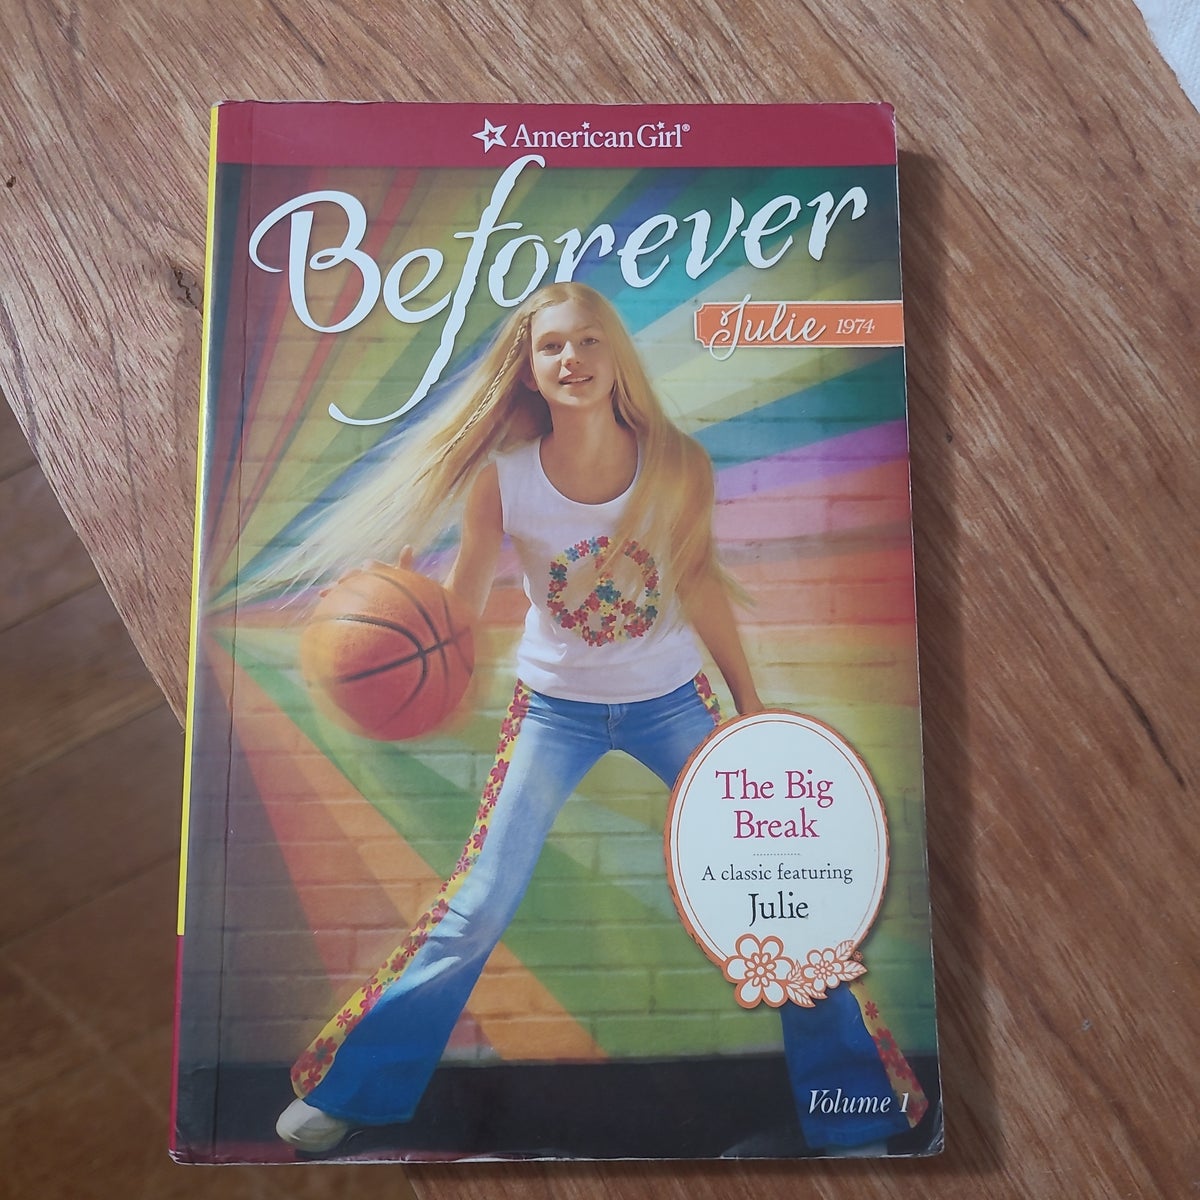 American Girl®
Beforever
Julie 1974
The Big
Break
A classic featuring
Julie
Volume 1